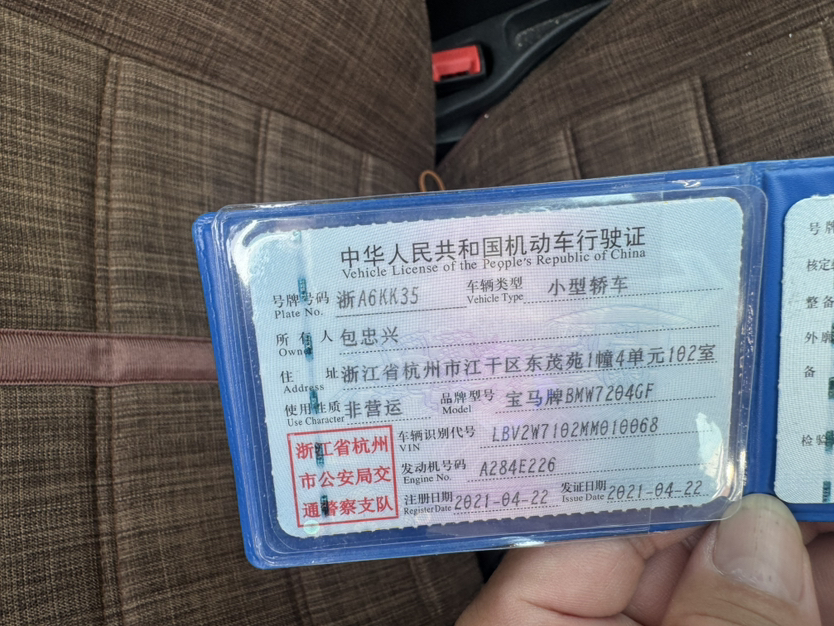 中华人民共和国机动车行驶证
Vehicle License of the People's Republic of China
号牌号码 浙A6KK35 车辆类型 小型轿车
Plate No. Vehicle Type
所有人 包忠兴
Owner
住址 浙江省杭州市江干区东茂苑1幢4单元102室
Address
使用性质 非营运 品牌型号 宝马牌BMW7204GF
Use Character Model
浙江省杭州
市公安局交
通警察支队
车辆识别代号 LBV2W7102MM010068
VIN
发动机号码 A284E226
Engine No.
注册日期 2021-04-22 发证日期 2021-04-22
Register Date Issue Date
号牌
核定
整备
外廓
备
检验